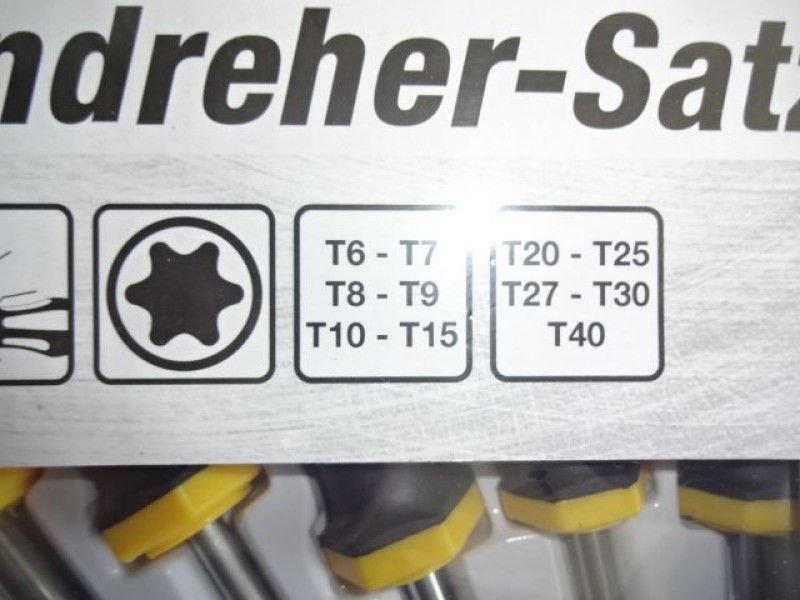 ndreher-Satz
T6 - T7
T8 - T9
T10 - T15
T20 - T25
T27 - T30
T40